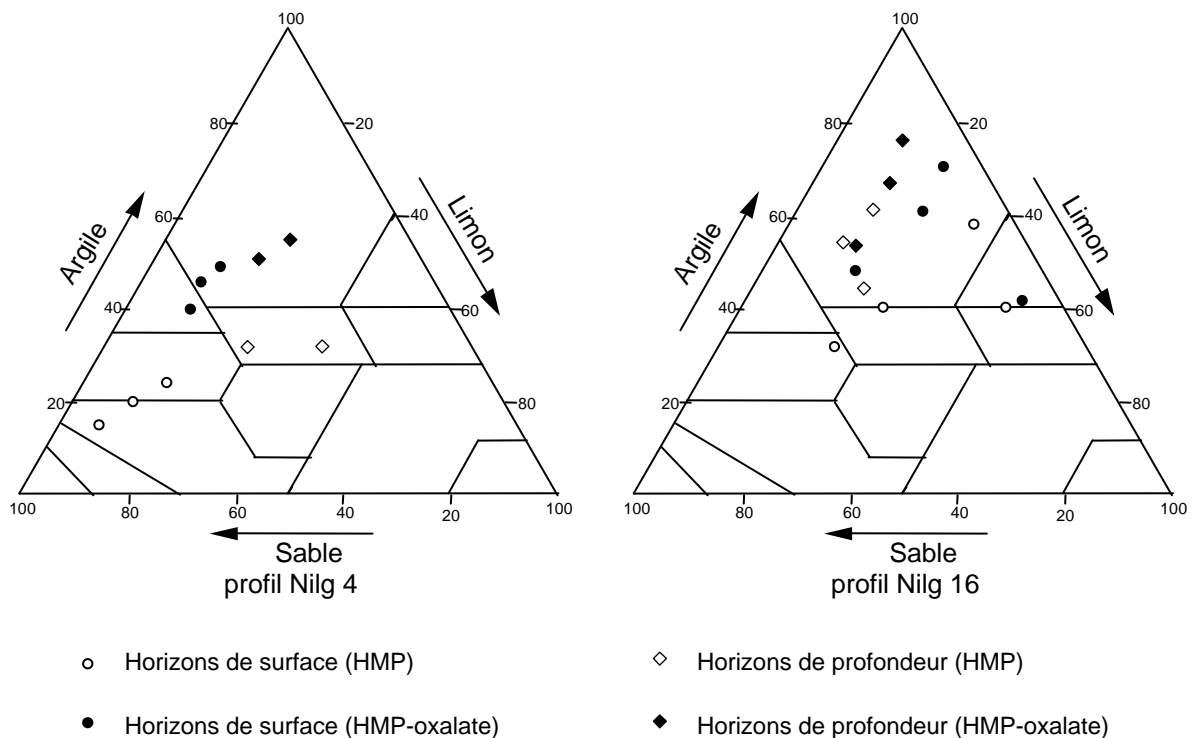 100
100
80
20
80
20
Argile
Limon
Argile
Limon
60
40
60
40
40
60
40
60
20
80
20
80
100
80
60
40
20
100
100
80
60
40
20
100
Sable
Sable
profil Nilg 4
profil Nilg 16
Horizons de surface (HMP)
Horizons de profondeur (HMP)
Horizons de surface (HMP-oxalate)
Horizons de profondeur (HMP-oxalate)